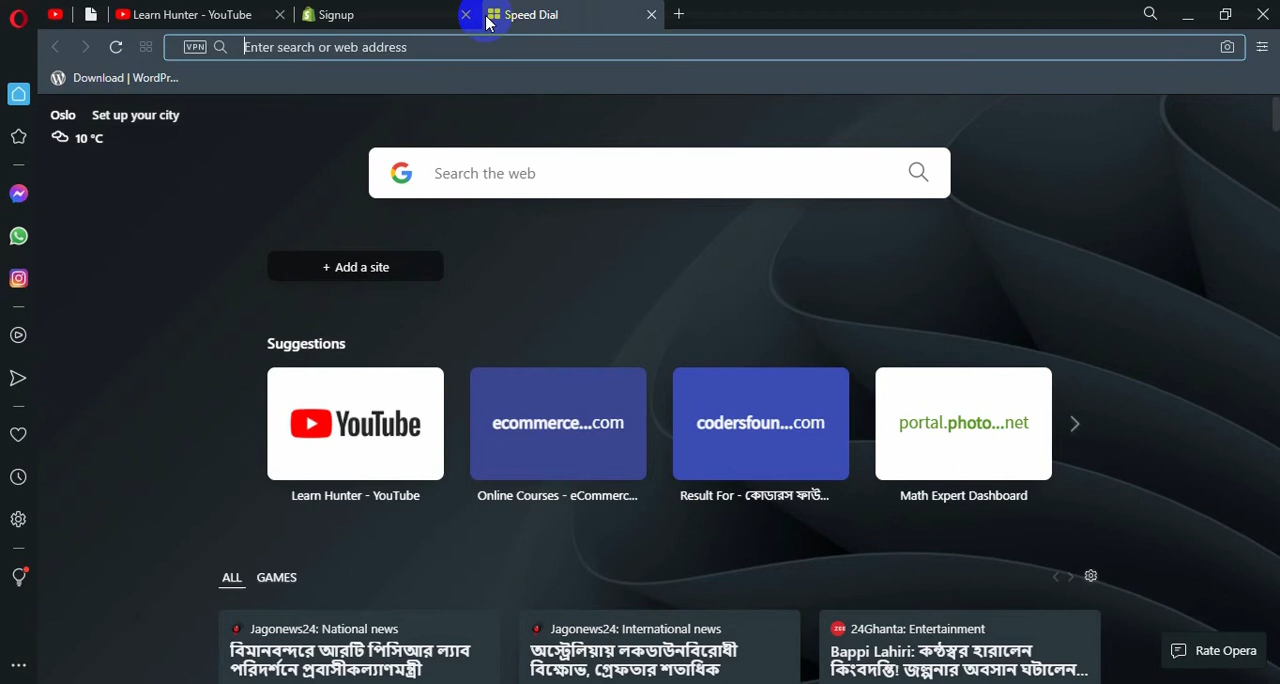 Learn Hunter - YouTube
Signup
Speed Dial
VPN
Enter search or web address
Download | WordPr...
Oslo Set up your city
10 °C
Search the web
+ Add a site
Suggestions
YouTube
ecommerce...com
codersfoun...com
portal.photo...net
Learn Hunter - YouTube
Online Courses - eCommerc...
Result For - কোডারস ফাউ...
Math Expert Dashboard
ALL GAMES
Jagonews24: National news
বিমানবন্দরে আরটি পিসিআর ল্যাব
পরিদর্শনে প্রবাসীকল্যাণমন্ত্রী
Jagonews24: International news
অস্ট্রেলিয়ায় লকডাউনবিরোধী
বিক্ষোভ, গ্রেফতার শতাধিক
24Ghanta: Entertainment
Bappi Lahiri: কণ্ঠস্বর হারালেন
কিংবদন্তি! জল্পনার অবসান ঘটালেন...
Rate Opera